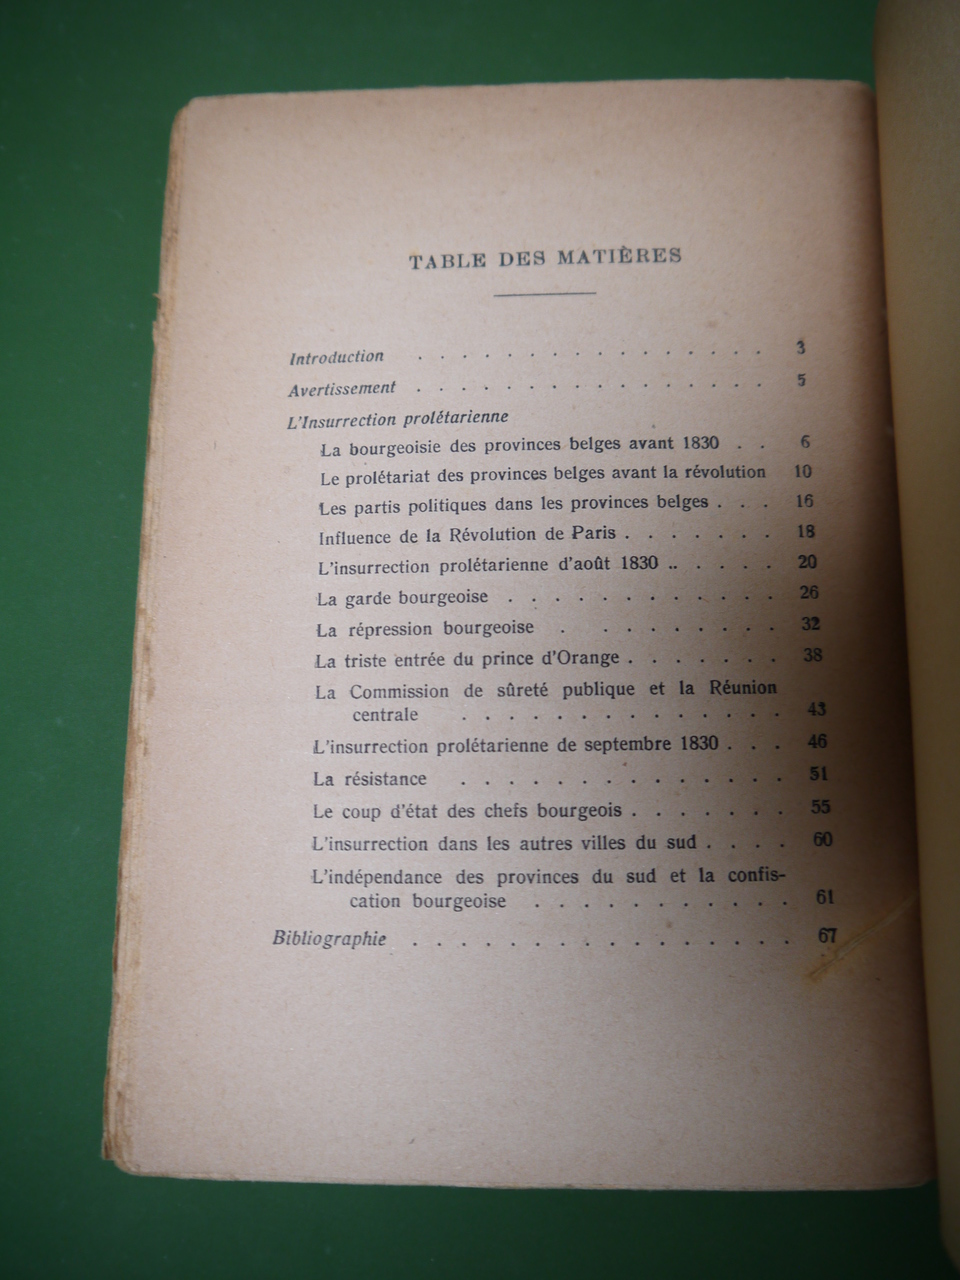 TABLE DES MATIÈRES
Introduction . . . . . . . . . . . . . . . . 3
Avertissement . . . . . . . . . . . . . . . . 5
L'Insurrection prolétarienne
La bourgeoisie des provinces belges avant 1830 . . 6
Le prolétariat des provinces belges avant la révolution 10
Les partis politiques dans les provinces belges . . . 16
Influence de la Révolution de Paris . . . . . . . 18
L'insurrection prolétarienne d'août 1830 .. . . . . 20
La garde bourgeoise . . . . . . . . . . . . 26
La répression bourgeoise . . . . . . . . . 32
La triste entrée du prince d'Orange . . . . . . . 38
La Commission de sûreté publique et la Réunion
centrale . . . . . . . . . . . . . . 43
L'insurrection prolétarienne de septembre 1830 . . . 46
La résistance . . . . . . . . . . . . . . 51
Le coup d'état des chefs bourgeois . . . . . . . 55
L'insurrection dans les autres villes du sud . . . . 60
L'indépendance des provinces du sud et la confis-
cation bourgeoise . . . . . . . . . . . 61
Bibliographie . . . . . . . . . . . . . . . . 67